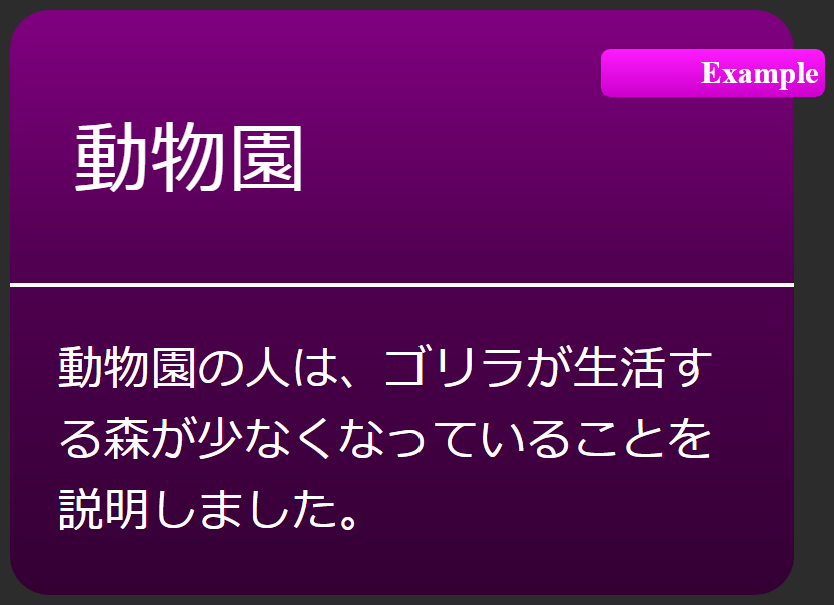 Example
動物園
動物園の人は、ゴリラが生活す
る森が少なくなっていることを
説明しました。